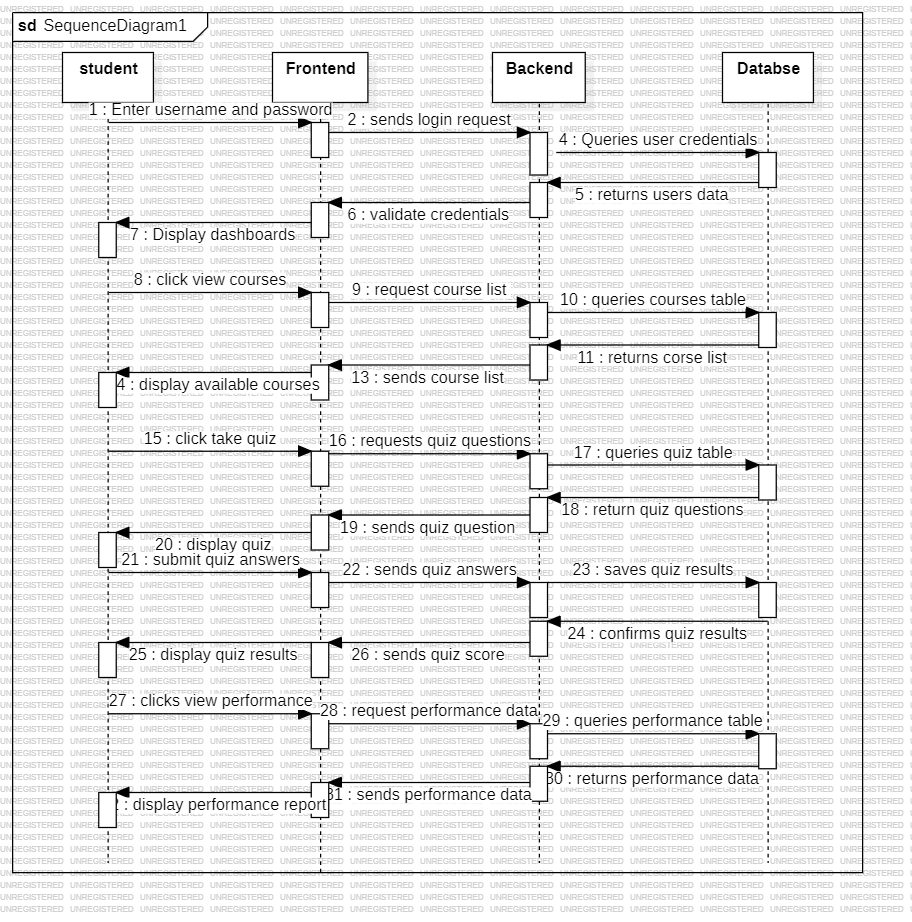 sd SequenceDiagram1
student
Frontend
Backend
Databse
1 : Enter username and password
2 : sends login request
4 : Queries user credentials
5 : returns users data
6 : validate credentials
7 : Display dashboards
8 : click view courses
9 : request course list
10 : queries courses table
11 : returns corse list
13 : sends course list
4 : display available courses
15 : click take quiz
16 : requests quiz questions
17 : queries quiz table
18 : return quiz questions
19 : sends quiz question
20 : display quiz
21 : submit quiz answers
22 : sends quiz answers
23 : saves quiz results
24 : confirms quiz results
25 : display quiz results
26 : sends quiz score
27 : clicks view performance
28 : request performance data
29 : queries performance table
30 : returns performance data
31 : sends performance data
: display performance report
UNREGISTERED